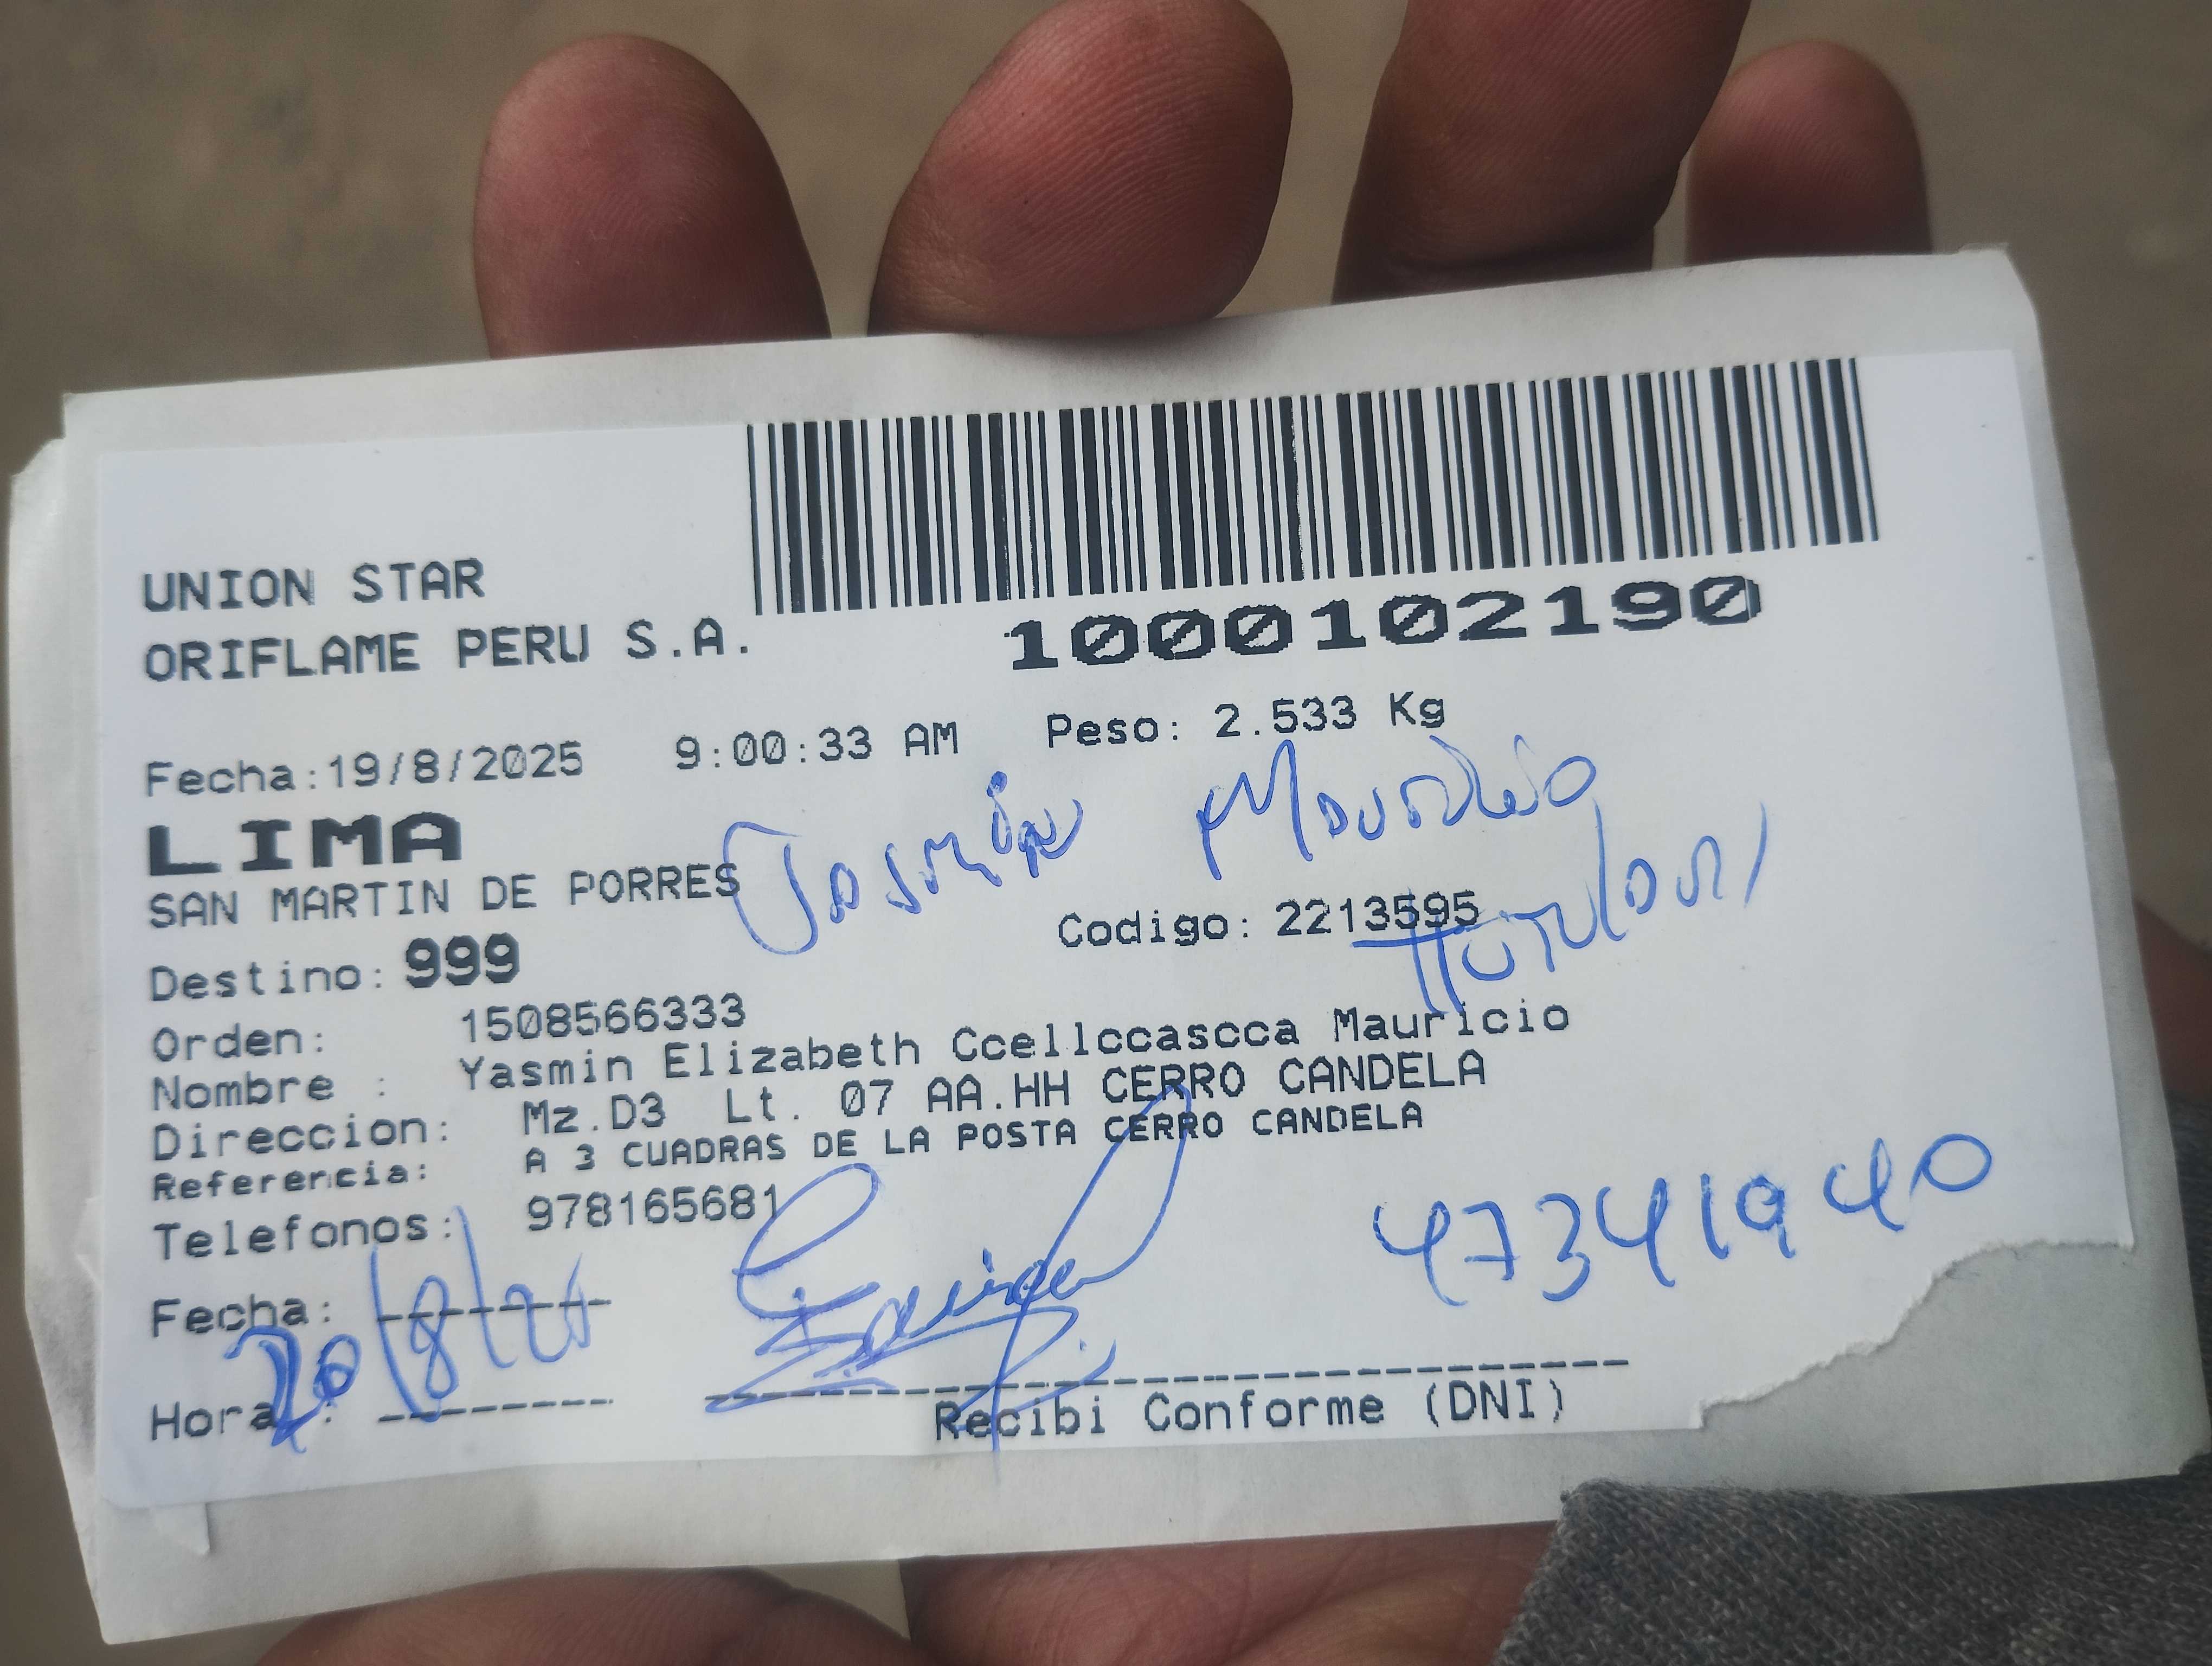 UNION STAR
ORIFLAME PERU S.A.
1000102190
Fecha:19/8/2025 9:00:33 AM Peso: 2.533 Kg
LIMA
SAN MARTIN DE PORRES
Mauricio
Destino: 999 Codigo: 2213595
Titular
Orden: 1508566333
Nombre : Yasmin Elizabeth Ccellccascca Mauricio
Direccion: Mz.D3 Lt. 07 AA.HH CERRO CANDELA
Referencia: A 3 CUADRAS DE LA POSTA CERRO CANDELA
Telefonos: 978165681
47341940
Fecha:
20/8/25
Hora :
Recibi Conforme (DNI)